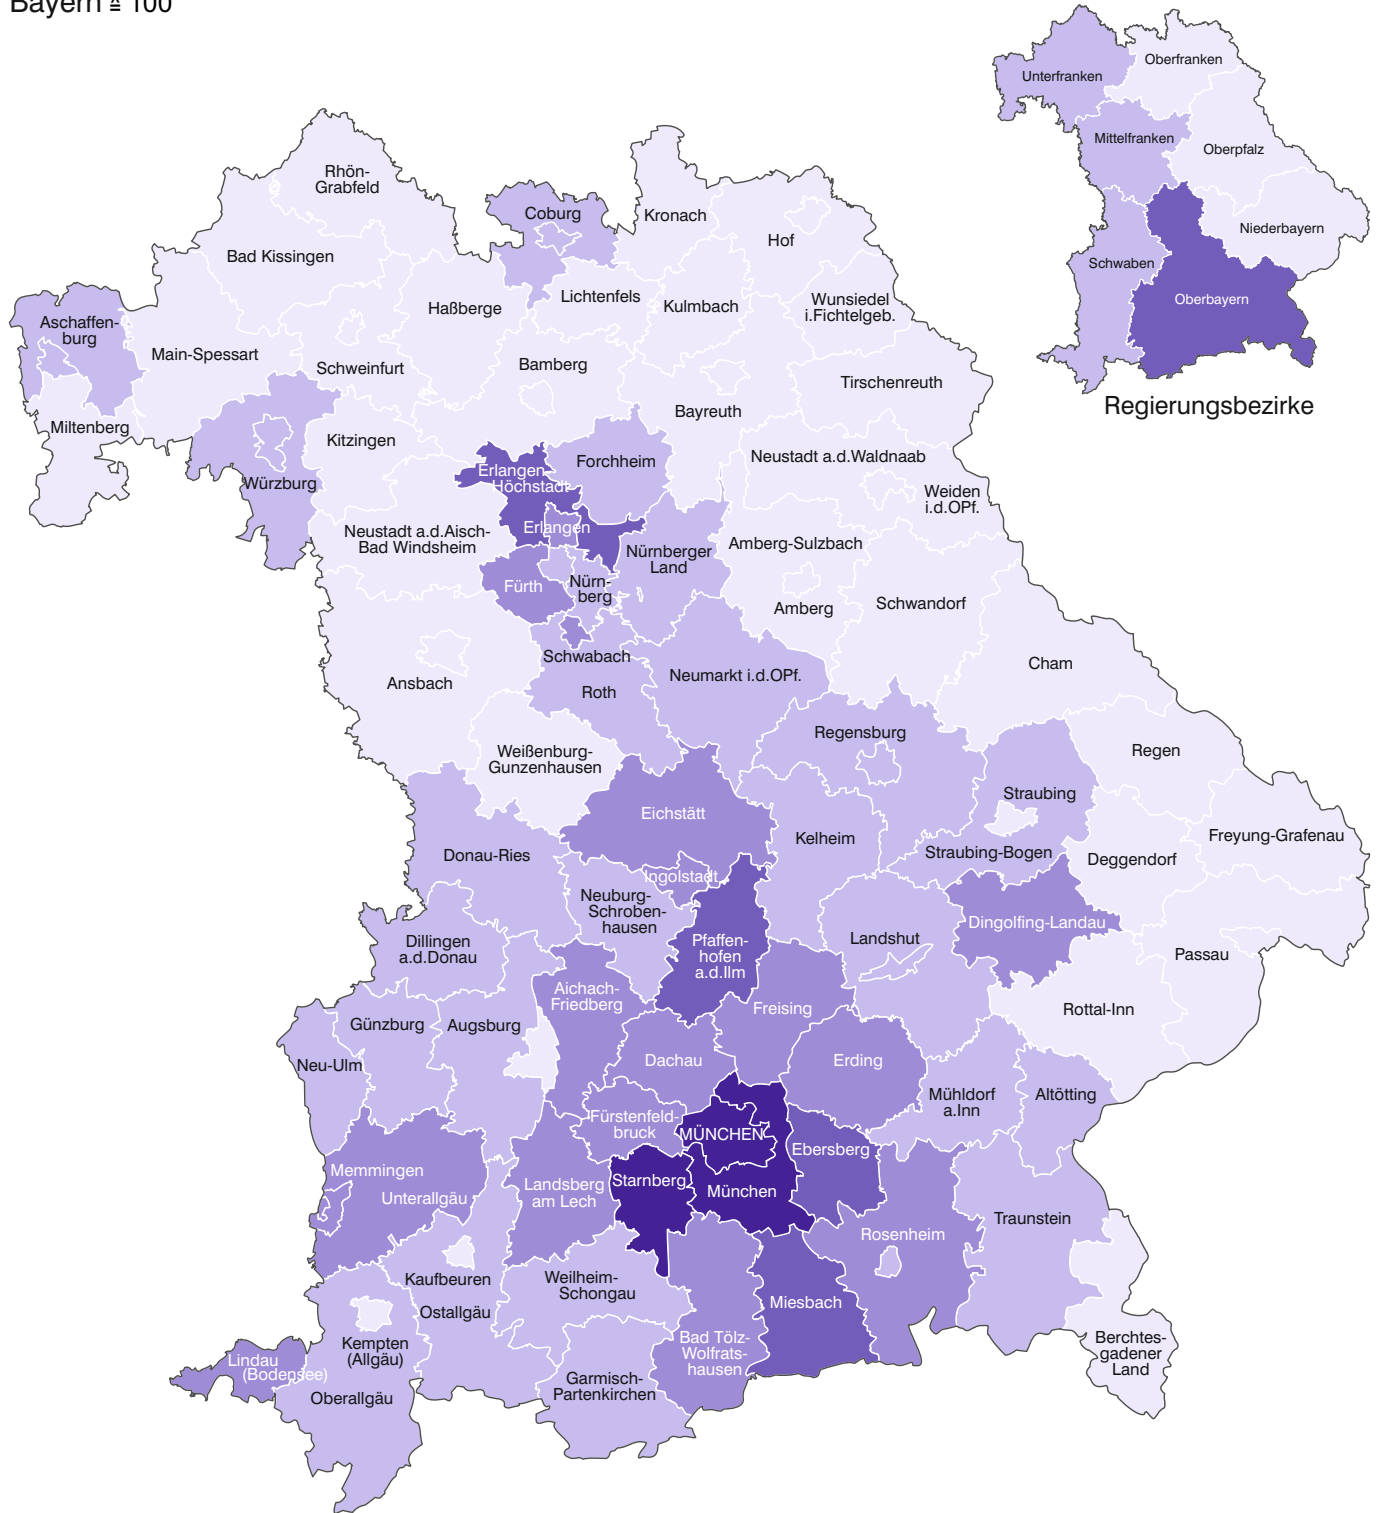 Bayern ≙ 100
Unterfranken
Oberfranken
Mittelfranken
Oberpfalz
Niederbayern
Schwaben
Oberbayern
Regierungsbezirke
Rhön-
Grabfeld
Coburg
Kronach
Hof
Bad Kissingen
Lichtenfels
Kulmbach
Wunsiedel
i.Fichtelgeb.
Haßberge
Aschaffen-
burg
Main-Spessart
Schweinfurt
Bamberg
Tirschenreuth
Bayreuth
Miltenberg
Kitzingen
Würzburg
Forchheim
Erlangen-
Höchstadt
Neustadt a.d.Waldnaab
Weiden
i.d.OPf.
Neustadt a.d.Aisch-
Bad Windsheim
Erlangen
Nürnberger
Land
Amberg-Sulzbach
Fürth
Nürn-
berg
Amberg
Schwandorf
Schwabach
Ansbach
Roth
Neumarkt i.d.OPf.
Cham
Weißenburg-
Gunzenhausen
Regensburg
Regen
Straubing
Eichstätt
Kelheim
Freyung-Grafenau
Donau-Ries
Straubing-Bogen
Deggendorf
Ingolstadt
Neuburg-
Schroben-
hausen
Dingolfing-Landau
Dillingen
a.d.Donau
Pfaffen-
hofen
a.d.Ilm
Landshut
Passau
Aichach-
Friedberg
Freising
Rottal-Inn
Günzburg
Augsburg
Neu-Ulm
Dachau
Erding
Mühldorf
a.Inn
Altötting
Fürstenfeld-
bruck
MÜNCHEN
Ebersberg
Memmingen
Unterallgäu
Landsberg
am Lech
Starnberg
München
Traunstein
Rosenheim
Kaufbeuren
Weilheim-
Schongau
Ostallgäu
Miesbach
Kempten
(Allgäu)
Bad Tölz-
Wolfrats-
hausen
Berchtes-
gadener
Land
Lindau
(Bodensee)
Oberallgäu
Garmisch-
Partenkirchen